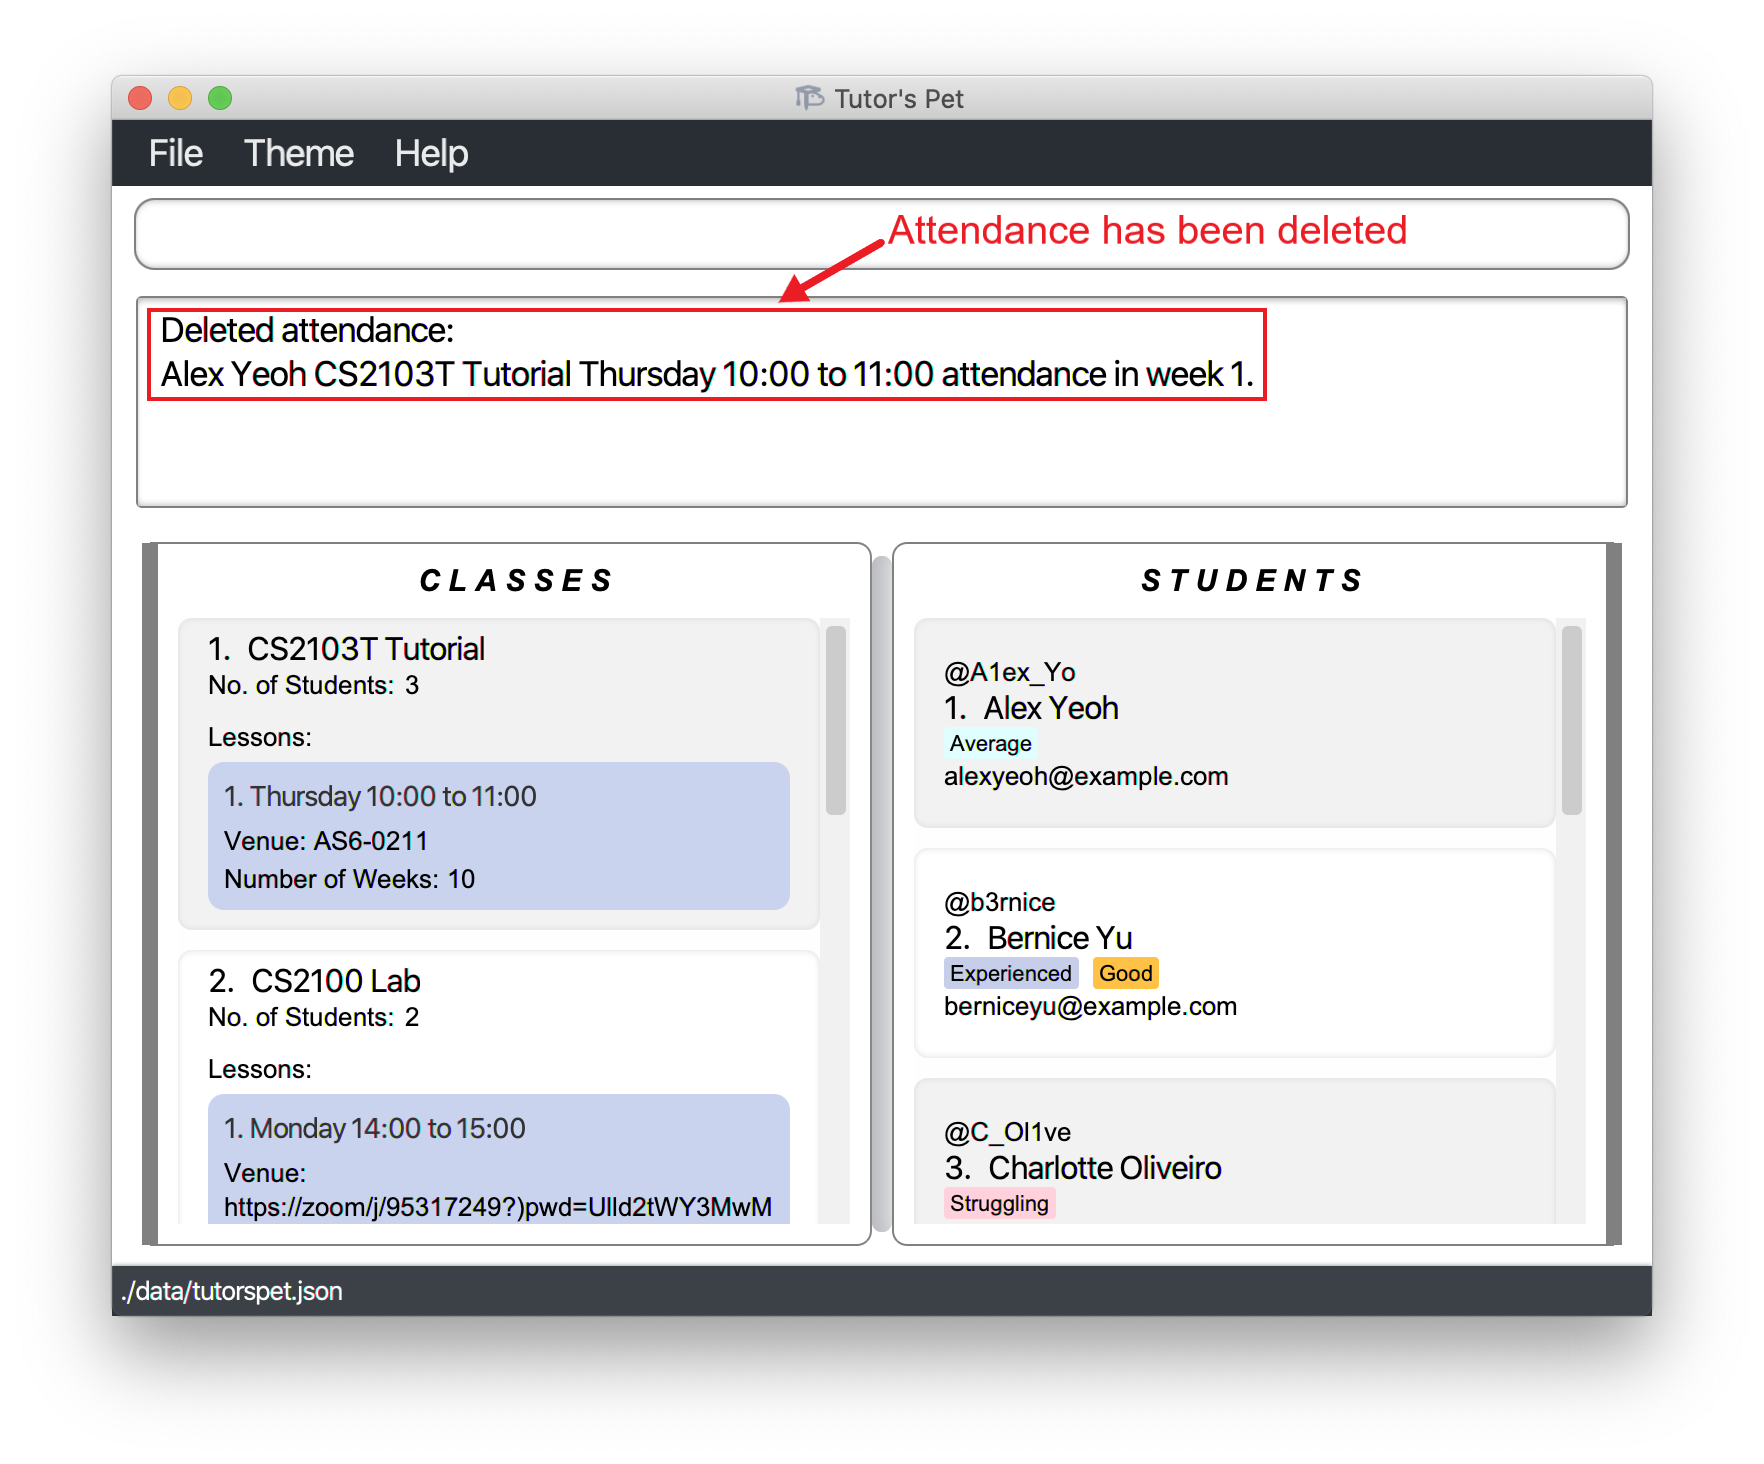 Tutor's Pet
File Theme Help
Attendance has been deleted
Deleted attendance:
Alex Yeoh CS2103T Tutorial Thursday 10:00 to 11:00 attendance in week 1.
CLASSES
1. CS2103T Tutorial
No. of Students: 3
Lessons:
1. Thursday 10:00 to 11:00
Venue: AS6-0211
Number of Weeks: 10
2. CS2100 Lab
No. of Students: 2
Lessons:
1. Monday 14:00 to 15:00
Venue:
https://zoom/j/95317249?)pwd=Ulld2tWY3MwM
STUDENTS
@A1ex_Yo
1. Alex Yeoh
Average
alexyeoh@example.com
@b3rnice
2. Bernice Yu
Experienced Good
berniceyu@example.com
@C_Ol1ve
3. Charlotte Oliveiro
Struggling
./data/tutorspet.json